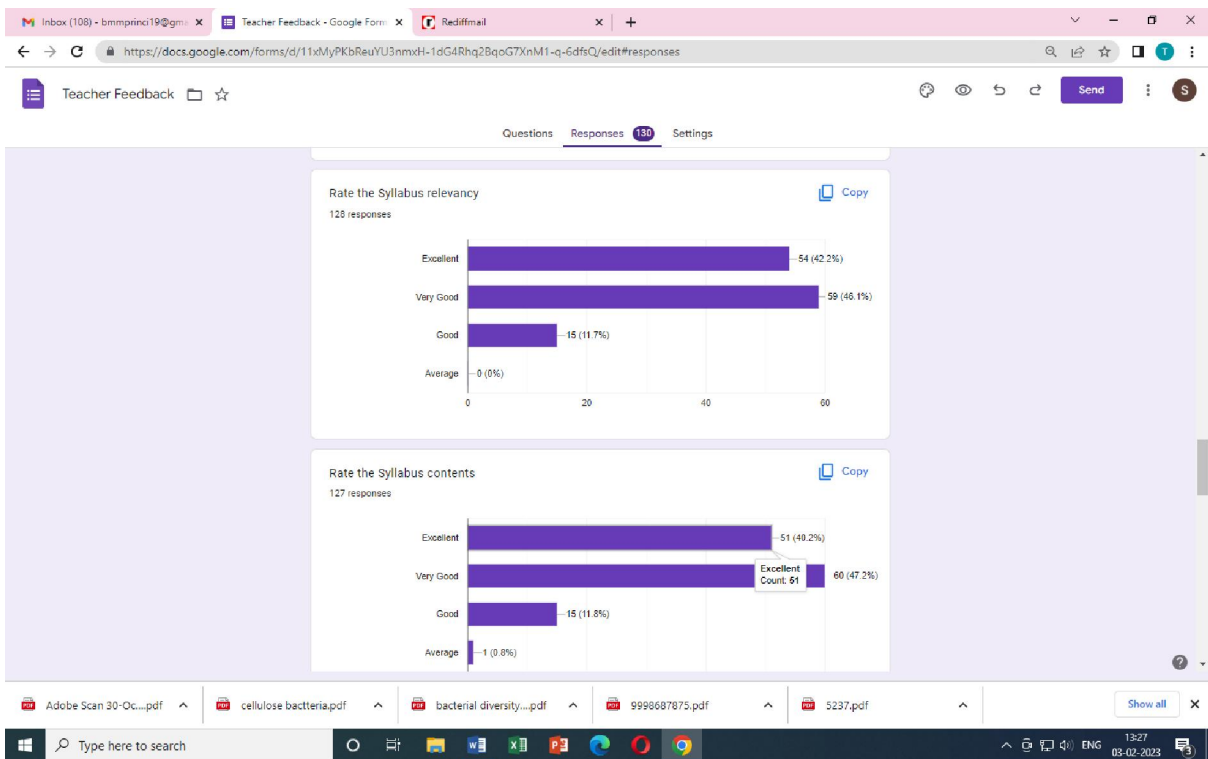 Inbox (108) - bmmprinci19@gma
Teacher Feedback - Google Form
Rediffmail
https://docs.google.com/forms/d/11xMyPKbReuYU3nmxH-1dG4Rhq2BqoG7XnM1-q-6dfsQ/edit#responses
T
Teacher Feedback
Send
S
Questions Responses 130 Settings
Rate the Syllabus relevancy
Copy
128 responses
Excellent 54 (42.2%)
Very Good 59 (46.1%)
Good 15 (11.7%)
Average 0 (0%)
0 20 40 60
Rate the Syllabus contents
Copy
127 responses
Excellent 51 (40.2%)
Excellent
Count: 51
Very Good 60 (47.2%)
Good 15 (11.8%)
Average 1 (0.8%)
Adobe Scan 30-Oc....pdf
cellulose bactteria.pdf
bacterial diversity....pdf
9998687875.pdf
5237.pdf
Show all
Type here to search
ENG
13:27
03-02-2023